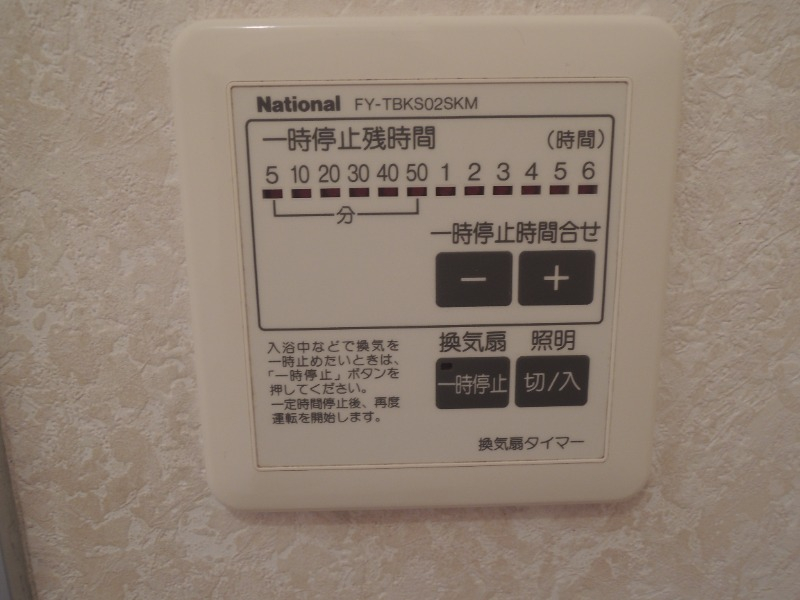 National FY-TBKS02SKM
一時停止残時間 (時間)
5 10 20 30 40 50 1 2 3 4 5 6
分
一時停止時間合せ
− +
換気扇 照明
一時停止 切/入
入浴中などで換気を
一時止めたいときは、
「一時停止」ボタンを
押してください。
一定時間停止後、再度
運転を開始します。
換気扇タイマー